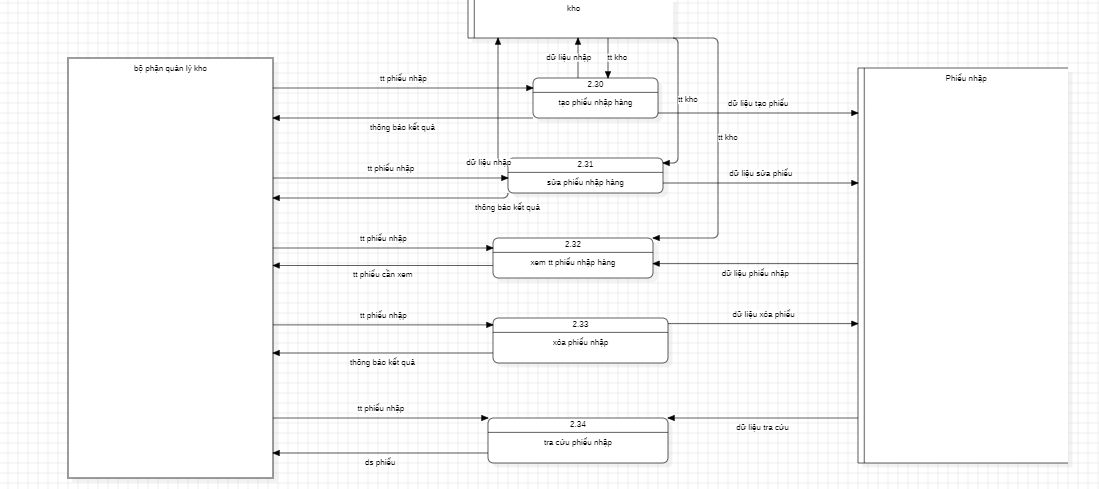 kho
bộ phận quản lý kho
Phiếu nhập
dữ liệu nhập
tt kho
tt phiếu nhập
2.30
tạo phiếu nhập hàng
tt kho
dữ liệu tạo phiếu
thông báo kết quả
tt kho
dữ liệu nhập
2.31
tt phiếu nhập
sửa phiếu nhập hàng
dữ liệu sửa phiếu
thông báo kết quả
tt phiếu nhập
2.32
xem tt phiếu nhập hàng
tt phiếu cần xem
dữ liệu phiếu nhập
tt phiếu nhập
2.33
dữ liệu xóa phiếu
xóa phiếu nhập
thông báo kết quả
tt phiếu nhập
2.34
dữ liệu tra cứu
tra cứu phiếu nhập
ds phiếu